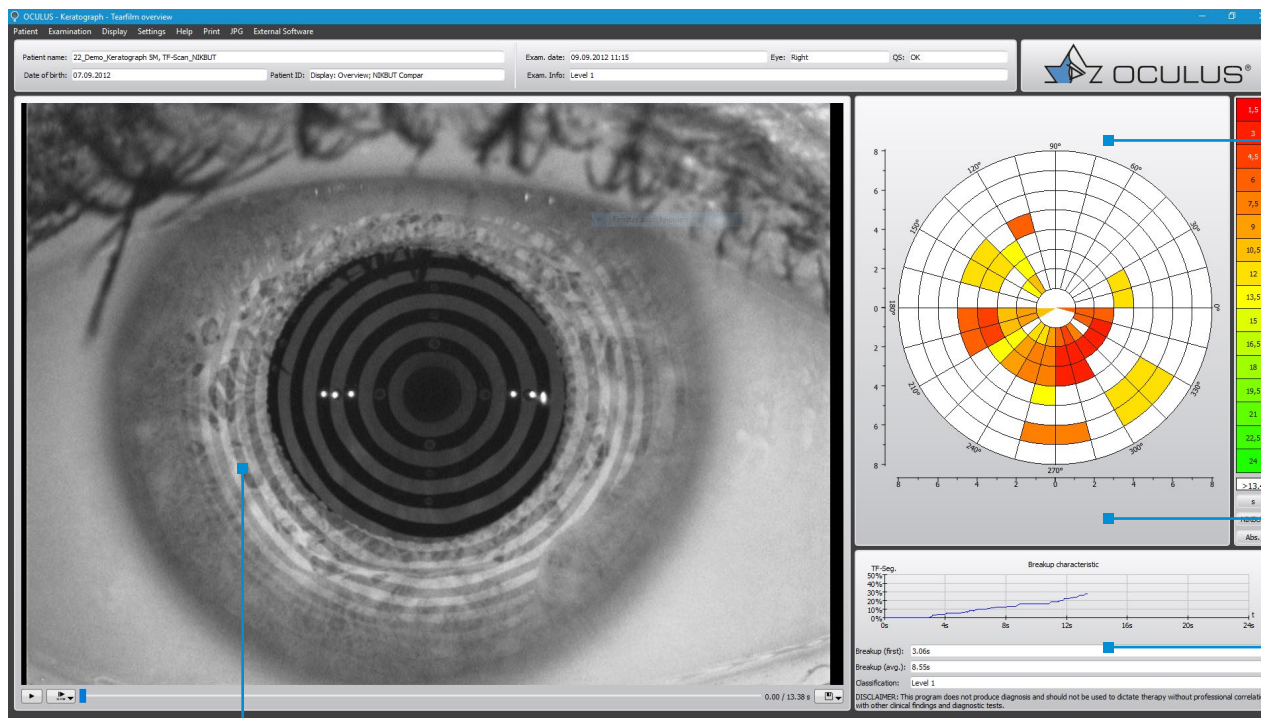 OCULUS - Keratograph - Tearfilm overview
Patient Examination Display Settings Help Print JPG External Software
Patient name: 22_Demo_Keratograph 5M, TF-Scan_NIKBUT
Exam. date: 09.09.2012 11:15
Eye: Right
QS: OK
Date of birth: 07.09.2012
Patient ID: Display: Overview; NIKBUT Compar
Exam. Info: Level 1
OCULUS®
90°
120°
60°
150°
30°
180°
0°
210°
330°
240°
300°
270°
8
6
4
2
0
2
4
6
8
8 6 4 2 0 2 4 6 8
1,5
3
4,5
6
7,5
9
10,5
12
13,5
15
16,5
18
19,5
21
22,5
24
s
Abs.
0.00 / 13.38 s
TF-Seg.
Breakup characteristic
50%
40%
30%
20%
10%
0%
0s 4s 8s 12s 16s 20s 24s
t
Breakup (first): 3.06s
Breakup (avg.): 8.55s
Classification: Level 1
DISCLAIMER: This program does not produce diagnosis and should not be used to dictate therapy without professional
with other clinical findings and diagnostic tests.